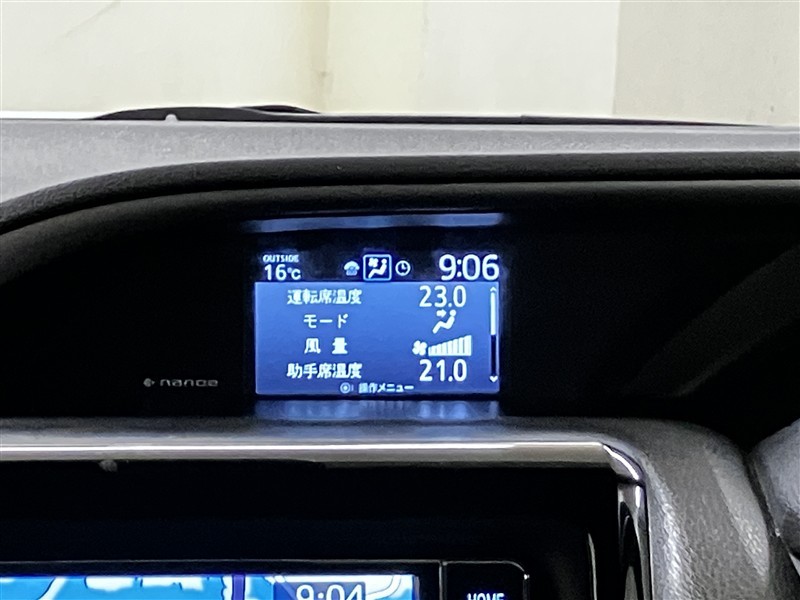 OUTSIDE
16℃
9:06
運転席温度 23.0
モード
風量
助手席温度 21.0
操作メニュー
nanoe
9:04
HOME